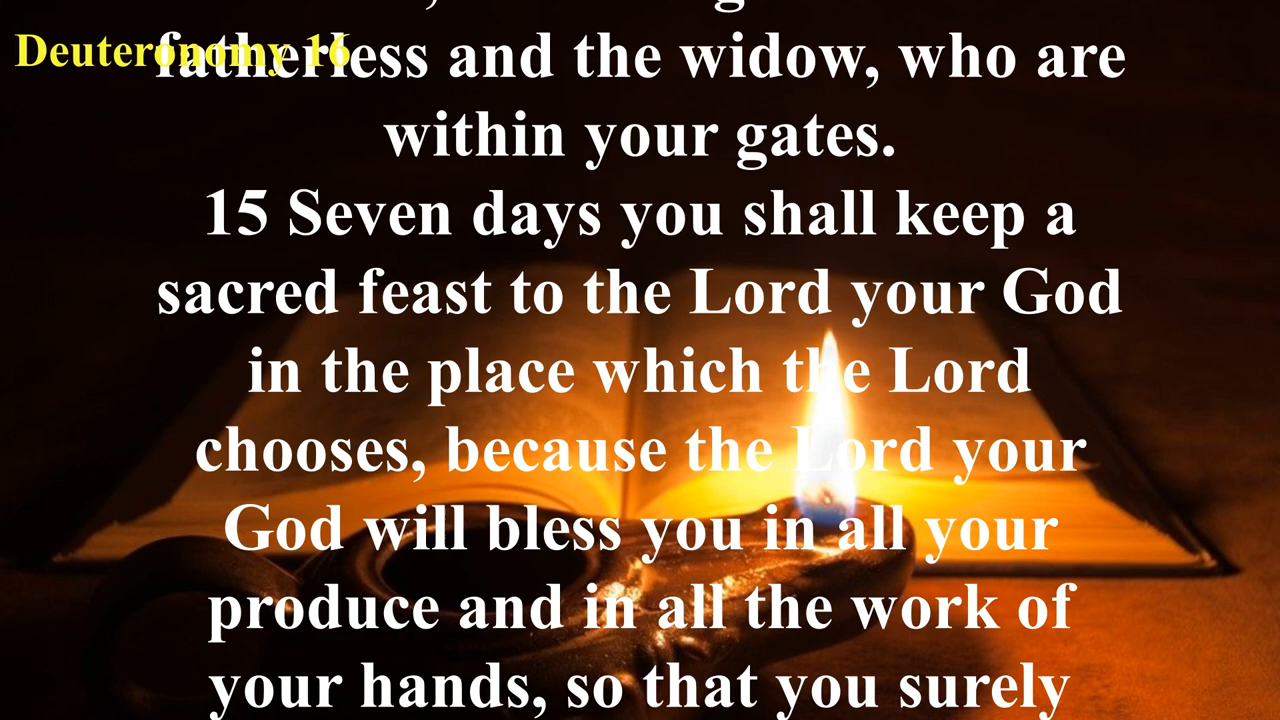 Deuteronomy 16
fatherless and the widow, who are
within your gates.
15 Seven days you shall keep a
sacred feast to the Lord your God
in the place which the Lord
chooses, because the Lord your
God will bless you in all your
produce and in all the work of
your hands, so that you surely